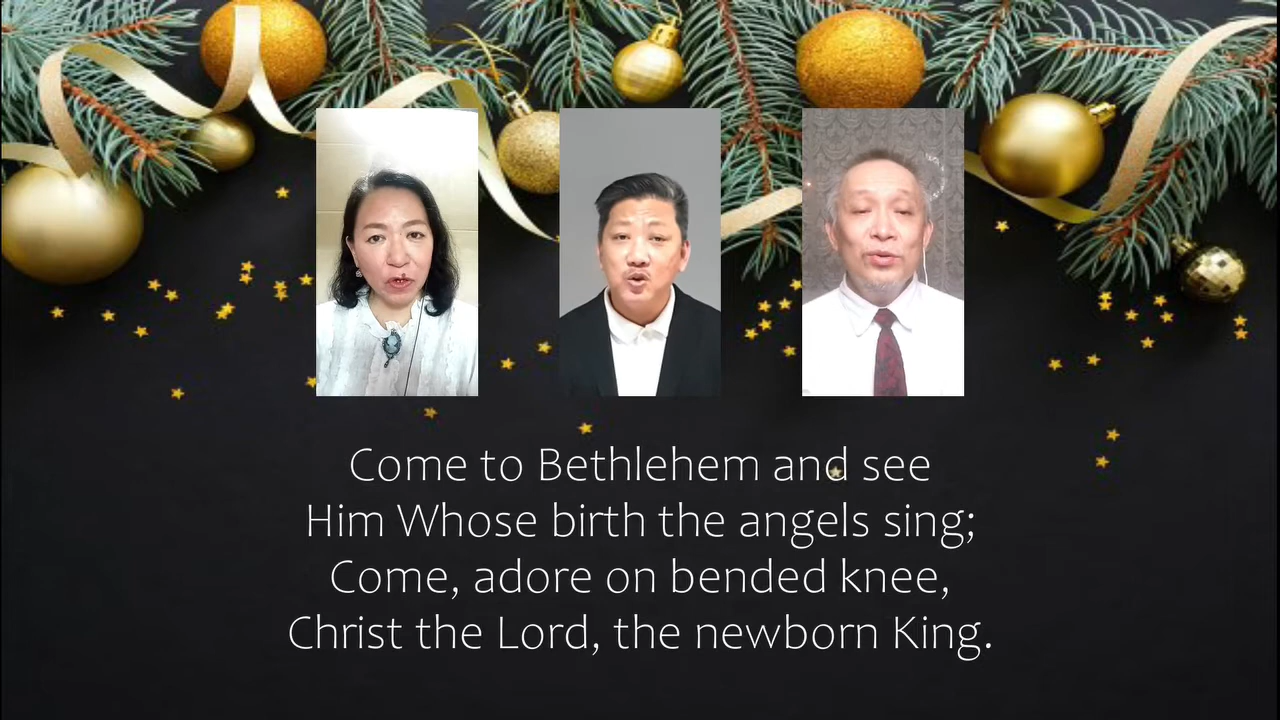 Come to Bethlehem and see
Him Whose birth the angels sing;
Come, adore on bended knee,
Christ the Lord, the newborn King.